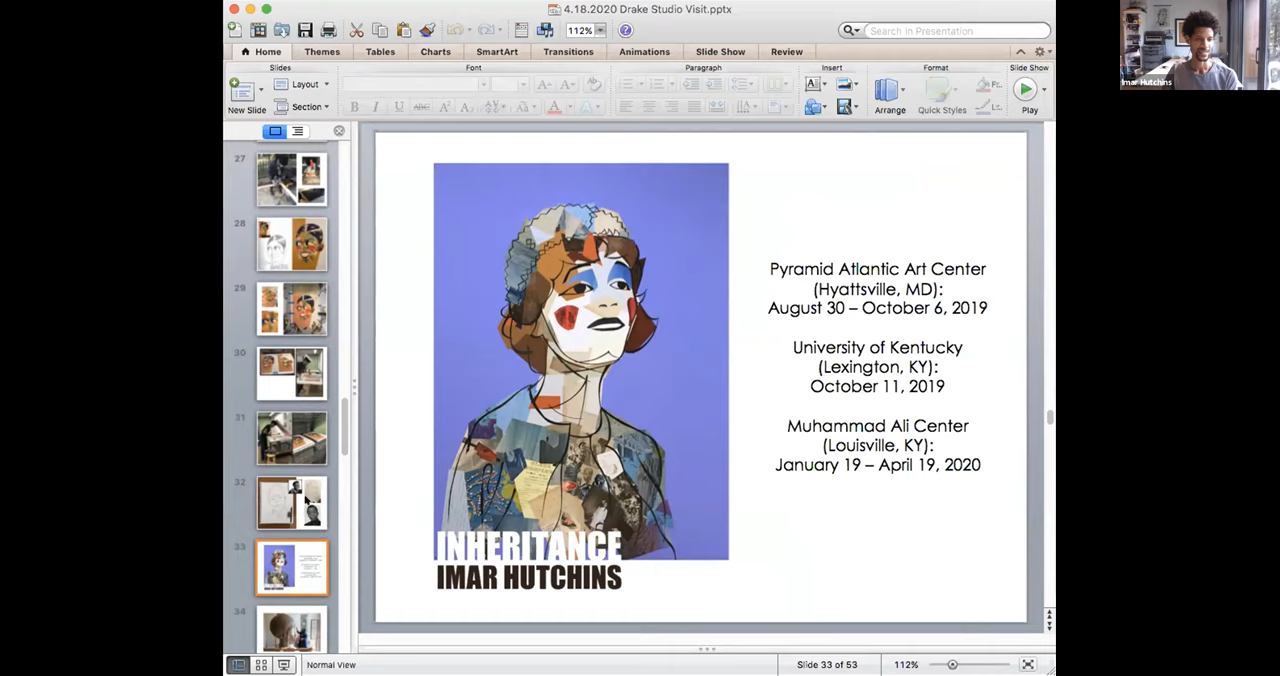 4.18.2020 Drake Studio Visit.pptx
112%
Search in Presentation
Home
Themes
Tables
Charts
SmartArt
Transitions
Animations
Slide Show
Review
Slides
Font
Paragraph
Insert
Format
Slide Show
New Slide
Layout
Section
Arrange
Quick Styles
Play
Imar Hutchins
27
28
29
30
31
32
33
34
Pyramid Atlantic Art Center
(Hyattsville, MD):
August 30 – October 6, 2019
University of Kentucky
(Lexington, KY):
October 11, 2019
Muhammad Ali Center
(Louisville, KY):
January 19 – April 19, 2020
INHERITANCE
IMAR HUTCHINS
Normal View
Slide 33 of 53
112%